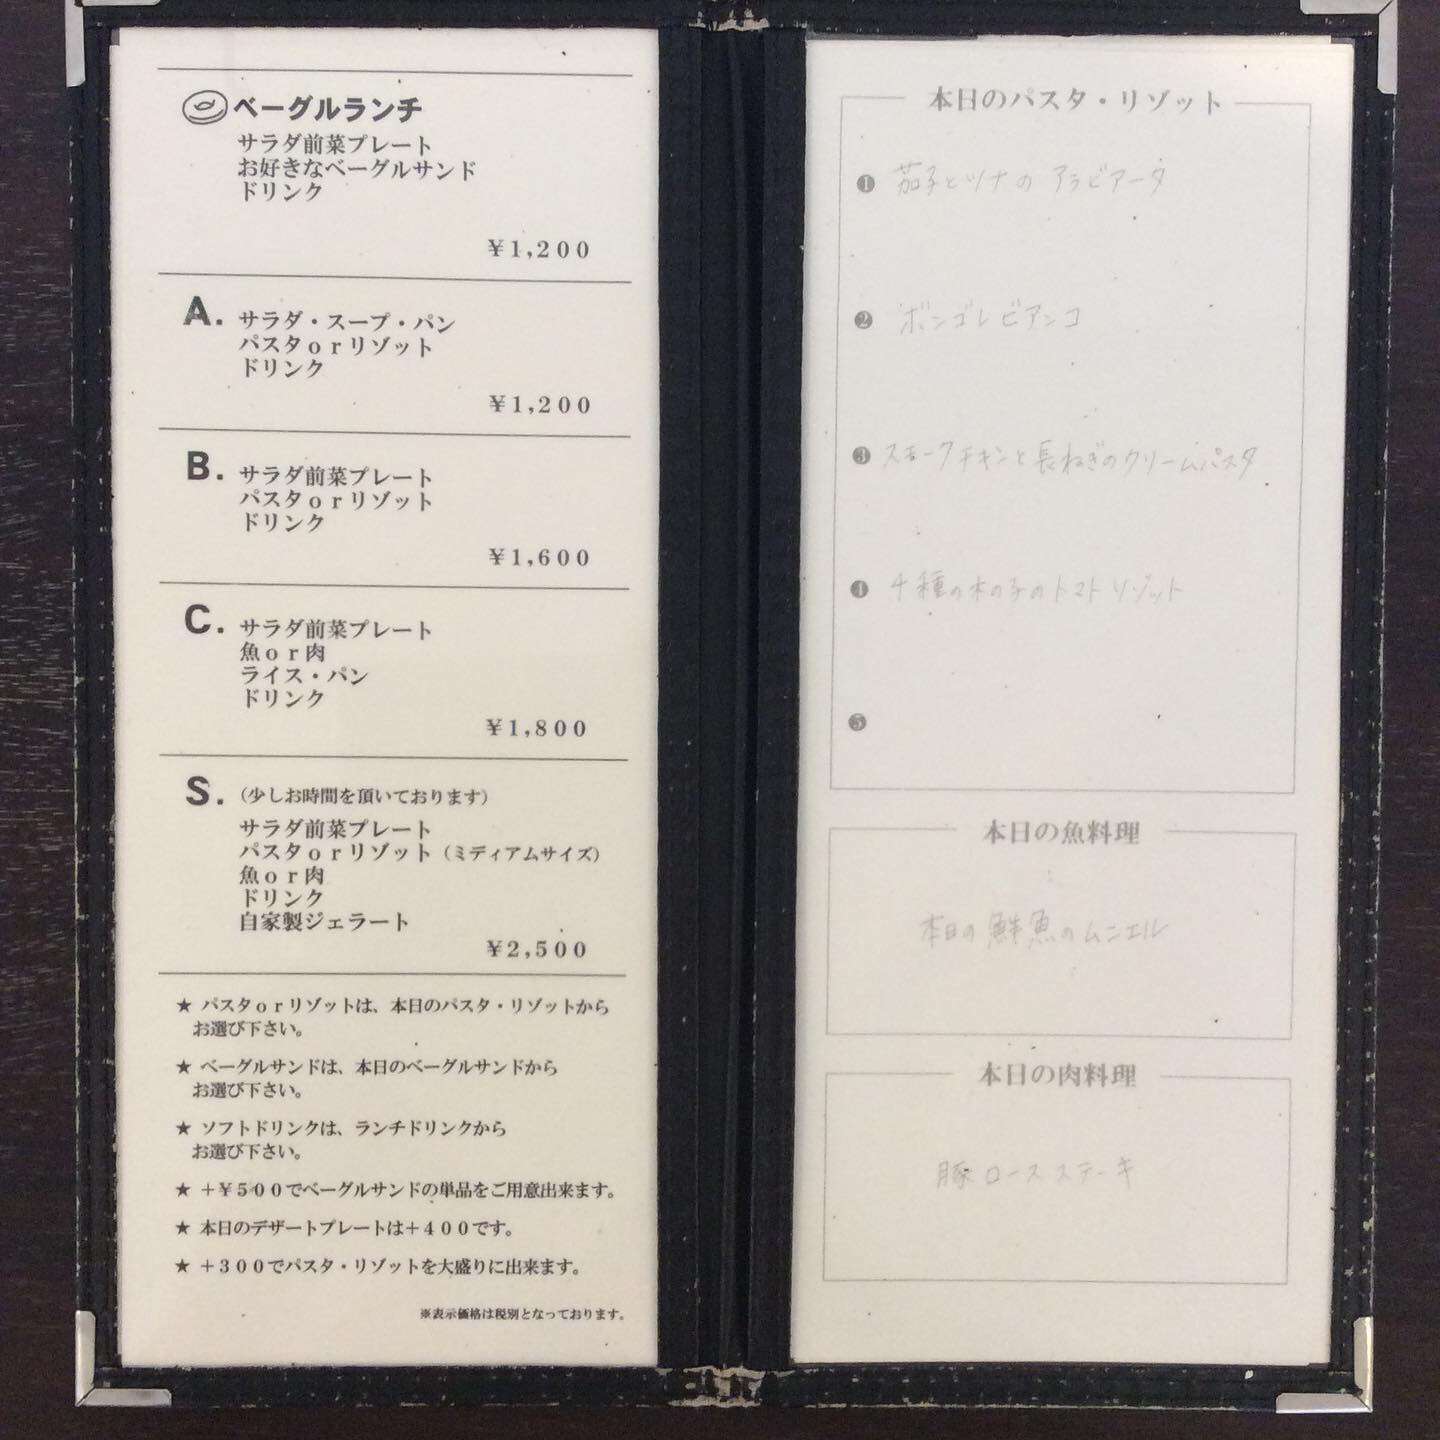 ベーグルランチ
サラダ前菜プレート
お好きなベーグルサンド
ドリンク
￥1,200
A. サラダ・スープ・パン
パスタorリゾット
ドリンク
￥1,200
B. サラダ前菜プレート
パスタorリゾット
ドリンク
￥1,600
C. サラダ前菜プレート
魚or肉
ライス・パン
ドリンク
￥1,800
S. (少しお時間を頂いております)
サラダ前菜プレート
パスタorリゾット(ミディアムサイズ)
魚or肉
ドリンク
自家製ジェラート
￥2,500
★ パスタorリゾットは、本日のパスタ・リゾットから
お選び下さい。
★ ベーグルサンドは、本日のベーグルサンドから
お選び下さい。
★ ソフトドリンクは、ランチドリンクから
お選び下さい。
★ +￥500でベーグルサンドの単品をご用意出来ます。
★ 本日のデザートプレートは+400です。
★ +300でパスタ・リゾットを大盛りに出来ます。
※表示価格は税別となっております。
本日のパスタ・リゾット
❶ 茄子とツナのアラビアータ
❷ ボンゴレビアンコ
❸ スモークチキンと長ねぎのクリームパスタ
❹ 4種の木の子のトマトリゾット
❺
本日の魚料理
本日の鮮魚のムニエル
本日の肉料理
豚ロースステーキ